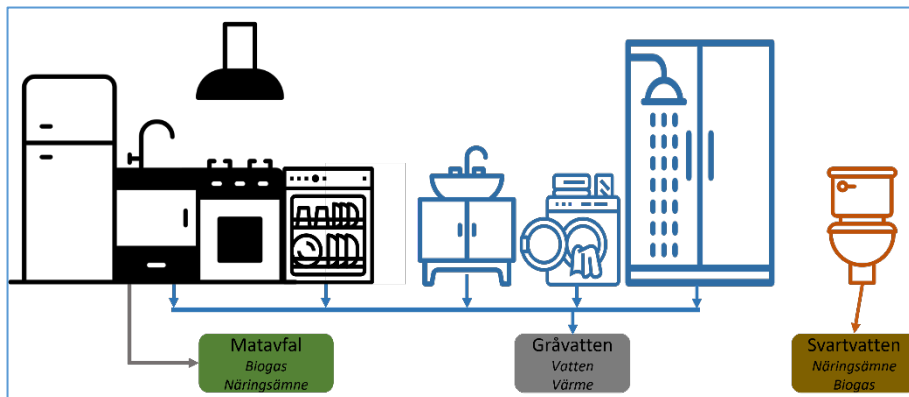 Matavfal
Biogas
Näringsämne
Gråvatten
Vatten
Värme
Svartvatten
Näringsämne
Biogas